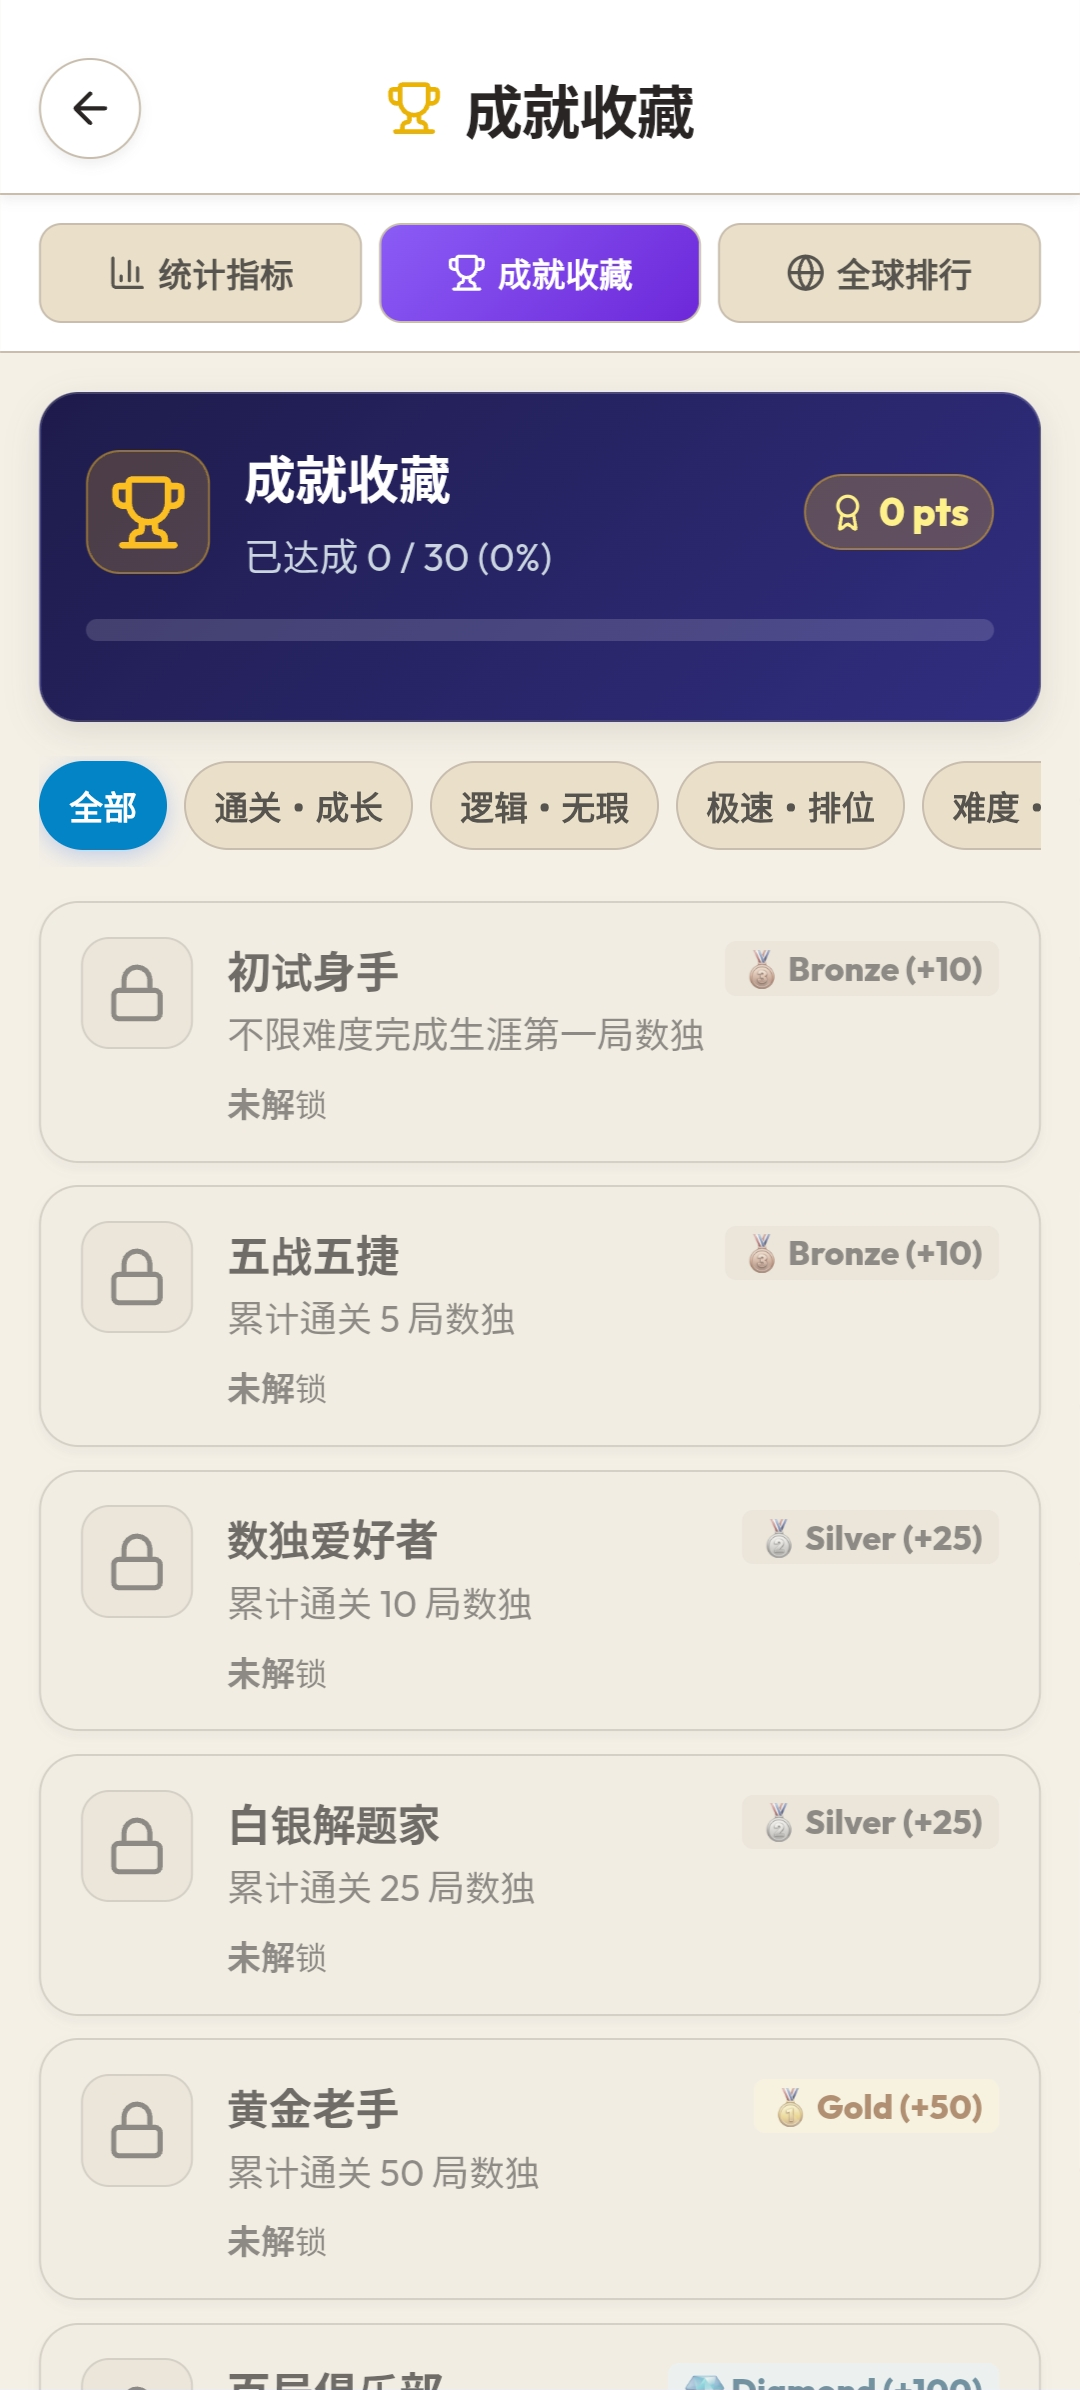 成就收藏
统计指标
成就收藏
全球排行
成就收藏
已达成 0 / 30 (0%)
0 pts
全部
通关・成长
逻辑・无瑕
极速・排位
难度・
初试身手
Bronze (+10)
不限难度完成生涯第一局数独
未解锁
五战五捷
Bronze (+10)
累计通关 5 局数独
未解锁
数独爱好者
Silver (+25)
累计通关 10 局数独
未解锁
白银解题家
Silver (+25)
累计通关 25 局数独
未解锁
黄金老手
Gold (+50)
累计通关 50 局数独
未解锁
百局俱乐部
Diamond (+100)